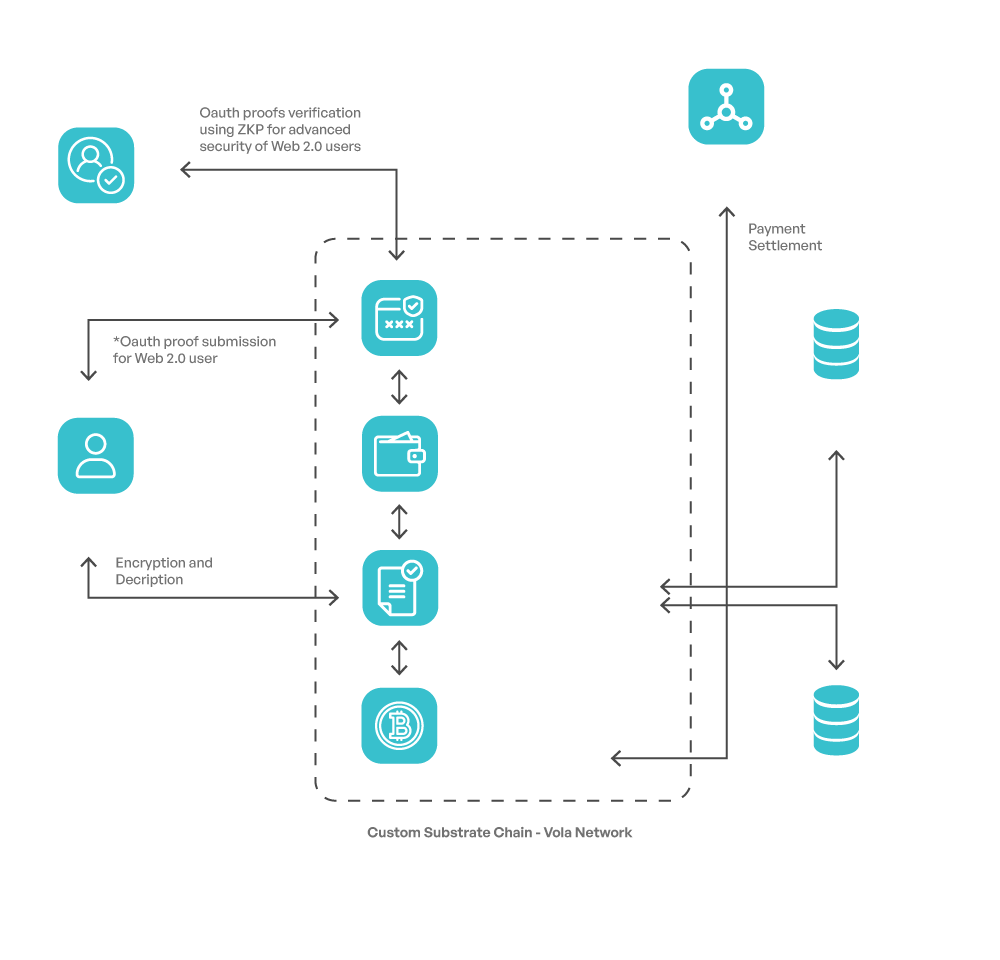 Oauth proofs verification
using ZKP for advanced
security of Web 2.0 users
Payment
Settlement
*Oauth proof submission
for Web 2.0 user
Encryption and
Decription
Custom Substrate Chain - Vola Network